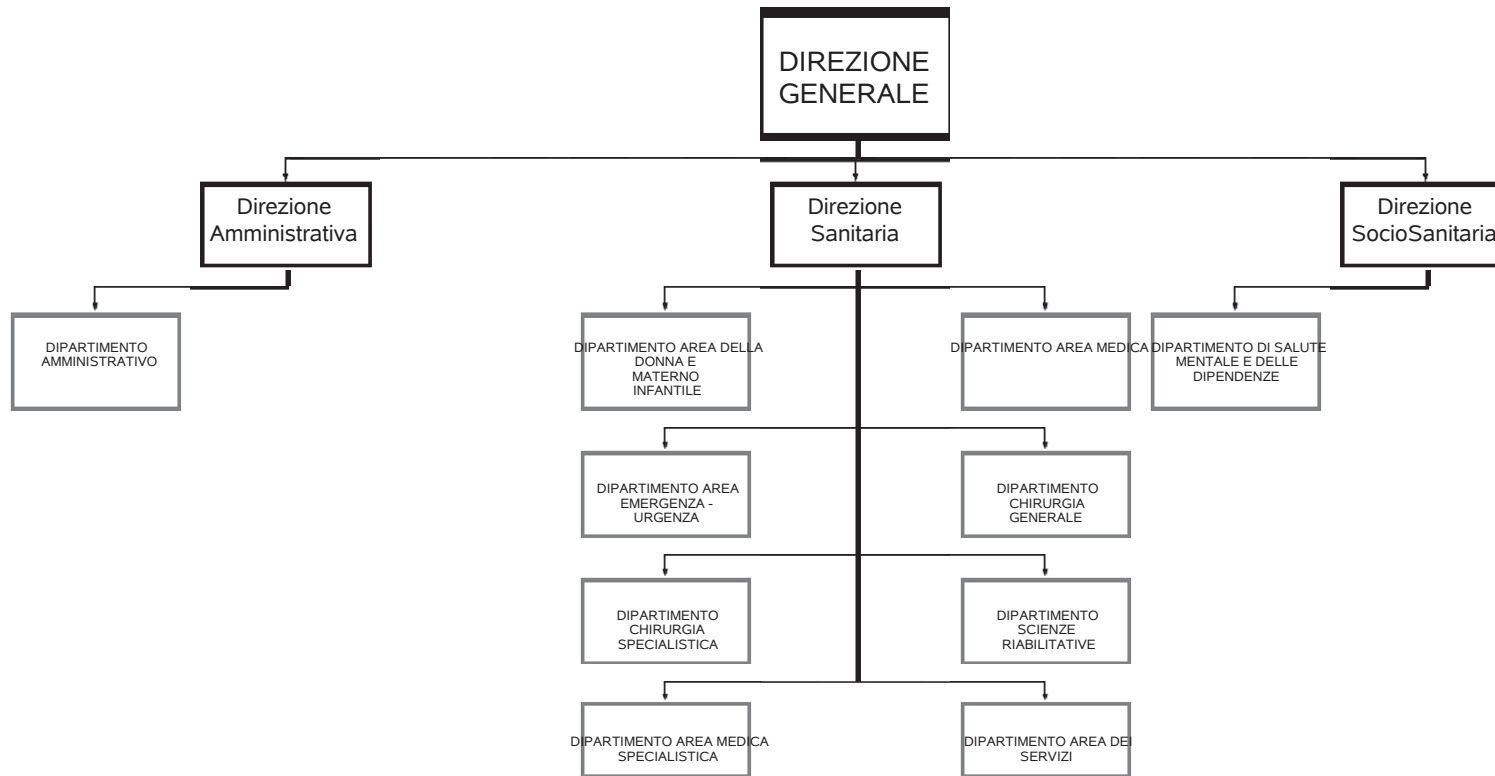 DIREZIONE
GENERALE
Direzione
Amministrativa
Direzione
Sanitaria
Direzione
SocioSanitaria
DIPARTIMENTO
AMMINISTRATIVO
DIPARTIMENTO AREA DELLA
DONNA E
MATERNO
INFANTILE
DIPARTIMENTO AREA MEDICA
DIPARTIMENTO DI SALUTE
MENTALE E DELLE
DIPENDENZE
DIPARTIMENTO AREA
EMERGENZA -
URGENZA
DIPARTIMENTO
CHIRURGIA
GENERALE
DIPARTIMENTO
CHIRURGIA
SPECIALISTICA
DIPARTIMENTO
SCIENZE
RIABILITATIVE
DIPARTIMENTO AREA MEDICA
SPECIALISTICA
DIPARTIMENTO AREA DEI
SERVIZI